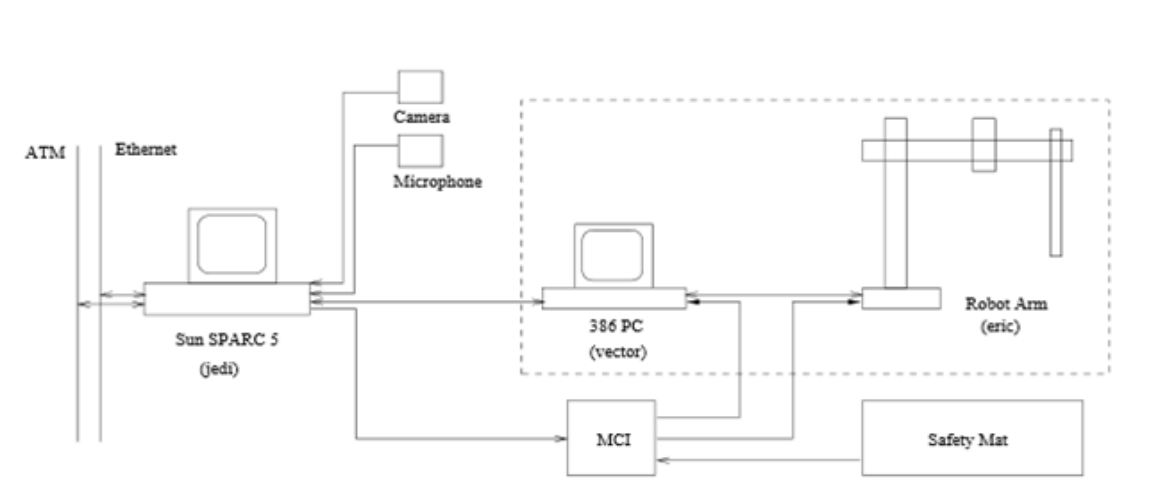 Camera
ATM
Ethernet
Microphone
Sun SPARC 5
(jedi)
386 PC
(vector)
Robot Arm
(eric)
MCI
Safety Mat